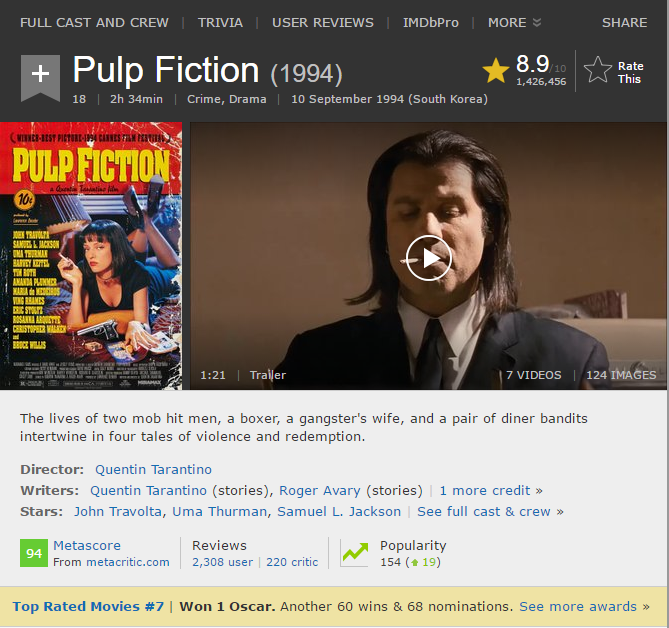 FULL CAST AND CREW | TRIVIA | USER REVIEWS | IMDbPro | MORE | SHARE
+ Pulp Fiction (1994)
8.9/10
1,426,456
Rate
This
18 | 2h 34min | Crime, Drama | 10 September 1994 (South Korea)
WINNER-BEST PICTURE-1994 CANNES FILM FESTIVAL
PULP FICTION
a Quentin Tarantino film
10¢
produced by
Lawrence Bender
JOHN TRAVOLTA
SAMUEL L. JACKSON
UMA THURMAN
HARVEY KEITEL
TIM ROTH
AMANDA PLUMMER
MARIA de MEDEIROS
VING RHAMES
ERIC STOLTZ
ROSANNA ARQUETTE
CHRISTOPHER WALKEN
and
BRUCE WILLIS
MIRAMAX
1:21 | Trailer
7 VIDEOS | 124 IMAGES
The lives of two mob hit men, a boxer, a gangster's wife, and a pair of diner bandits
intertwine in four tales of violence and redemption.
Director: Quentin Tarantino
Writers: Quentin Tarantino (stories), Roger Avary (stories) | 1 more credit »
Stars: John Travolta, Uma Thurman, Samuel L. Jackson | See full cast & crew »
94 Metascore
From metacritic.com
Reviews
2,308 user | 220 critic
Popularity
154 (19)
Top Rated Movies #7 | Won 1 Oscar. Another 60 wins & 68 nominations. See more awards »